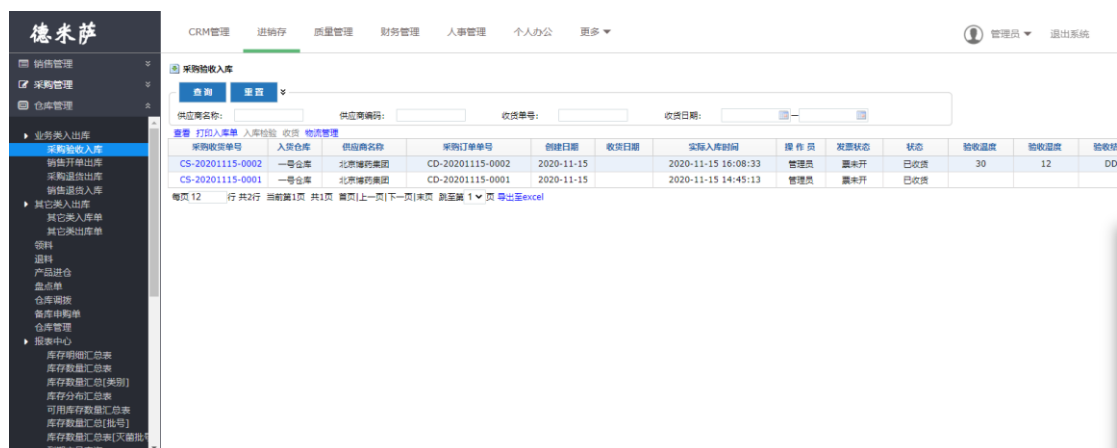 德米萨
CRM管理 进销存 质量管理 财务管理 人事管理 个人办公 更多 管理员 退出系统
销售管理
采购管理
仓库管理
业务类入出库
采购验收入库
销售开单出库
采购退货出库
销售退货入库
其它类入出库
其它类入库单
其它类出库单
领料
退料
产品进仓
盘点单
仓库调拨
备库申购单
仓库管理
报表中心
库存明细汇总表
库存数量汇总表
库存数量汇总[类别]
库存分布汇总表
可用库存数量汇总表
库存数量汇总[批号]
库存数量汇总表[灭菌批号
采购验收入库
查询 重置
供应商名称: 供应商编码: 收货单号: 收货日期: —
查看 打印入库单 入库检验 收货 物流管理
采购收货单号 入货仓库 供应商名称 采购订单单号 创建日期 收货日期 实际入库时间 操作员 发票状态 状态 验收温度 验收湿度 验收结
CS-20201115-0002 一号仓库 北京博药集团 CD-20201115-0002 2020-11-15 2020-11-15 16:08:33 管理员 票未开 已收货 30 12 DD
CS-20201115-0001 一号仓库 北京博药集团 CD-20201115-0001 2020-11-15 2020-11-15 14:45:13 管理员 票未开 已收货
每页 12 行 共2行 当前第1页 共1页 首页|上一页|下一页|末页 跳至第 1 页 导出至excel